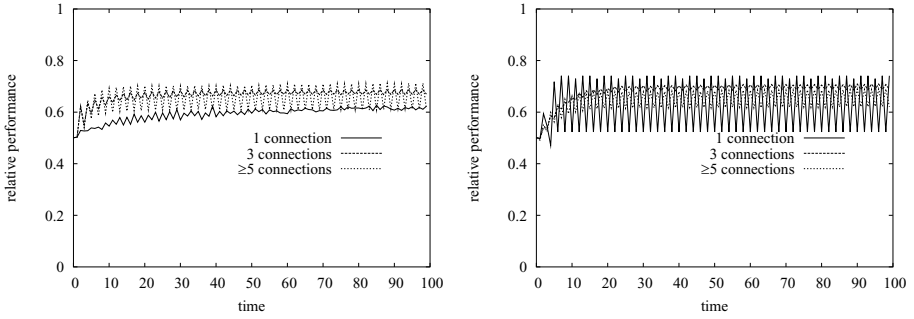 1
0.8
0.6
0.4
0.2
0
relative performance
0 10 20 30 40 50 60 70 80 90 100
time
1 connection
3 connections
≥5 connections
1
0.8
0.6
0.4
0.2
0
relative performance
0 10 20 30 40 50 60 70 80 90 100
time
1 connection
3 connections
≥5 connections